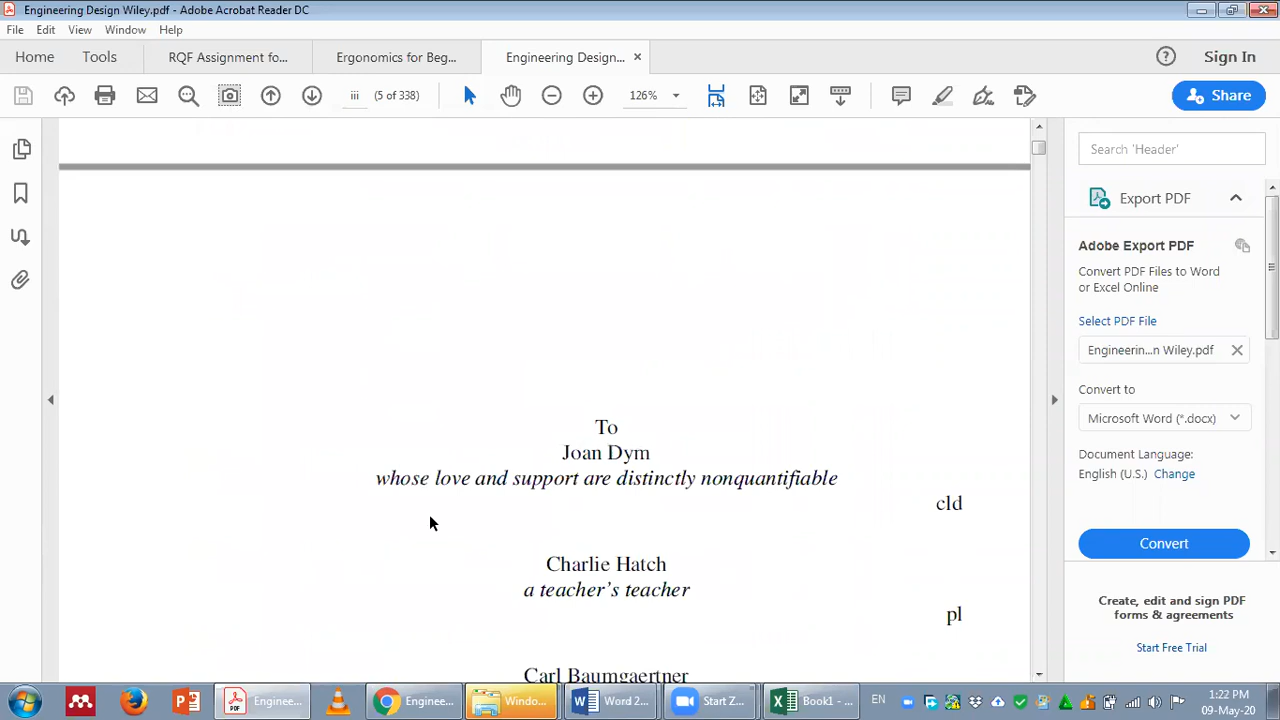 Engineering Design Wiley.pdf - Adobe Acrobat Reader DC
File Edit View Window Help
Home Tools RQF Assignment fo... Ergonomics for Beg... Engineering Design... × Sign In
iii (5 of 338) 126% Share
Search 'Header'
Export PDF
Adobe Export PDF
Convert PDF Files to Word
or Excel Online
Select PDF File
Engineerin...n Wiley.pdf
Convert to
Microsoft Word (*.docx)
Document Language:
English (U.S.) Change
Convert
Create, edit and sign PDF
forms & agreements
Start Free Trial
To
Joan Dym
whose love and support are distinctly nonquantifiable
cld
Charlie Hatch
a teacher's teacher
pl
Carl Baumgaertner
Enginee... Enginee... Windo... Word 2... Start Z... Book1 - ... EN 1:22 PM
09-May-20